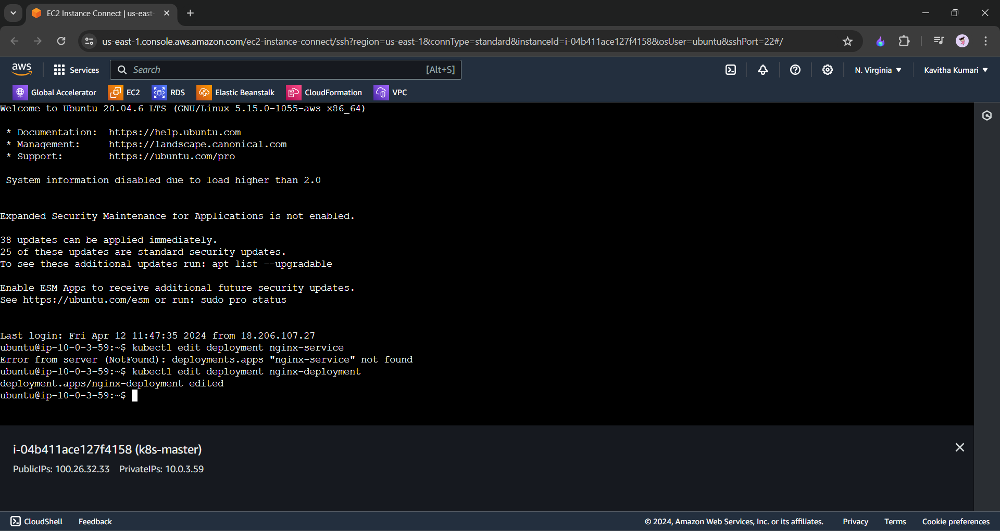 EC2 Instance Connect | us-east-
us-east-1.console.aws.amazon.com/ec2-instance-connect/ssh?region=us-east-1&connType=standard&instanceId=i-04b411ace127f4158&osUser=ubuntu&sshPort=22#/
aws Services Search [Alt+S] N. Virginia ▼ Kavitha Kumari ▼
Global Accelerator EC2 RDS Elastic Beanstalk CloudFormation VPC
Welcome to Ubuntu 20.04.6 LTS (GNU/Linux 5.15.0-1055-aws x86_64)
* Documentation:  https://help.ubuntu.com
* Management:     https://landscape.canonical.com
* Support:        https://ubuntu.com/pro
System information disabled due to load higher than 2.0
Expanded Security Maintenance for Applications is not enabled.
38 updates can be applied immediately.
25 of these updates are standard security updates.
To see these additional updates run: apt list --upgradable
Enable ESM Apps to receive additional future security updates.
See https://ubuntu.com/esm or run: sudo pro status
Last login: Fri Apr 12 11:47:35 2024 from 18.206.107.27
ubuntu@ip-10-0-3-59:~$ kubectl edit deployment nginx-service
Error from server (NotFound): deployments.apps "nginx-service" not found
ubuntu@ip-10-0-3-59:~$ kubectl edit deployment nginx-deployment
deployment.apps/nginx-deployment edited
ubuntu@ip-10-0-3-59:~$
i-04b411ace127f4158 (k8s-master)
PublicIPs: 100.26.32.33 PrivateIPs: 10.0.3.59
CloudShell Feedback © 2024, Amazon Web Services, Inc. or its affiliates. Privacy Terms Cookie preferences